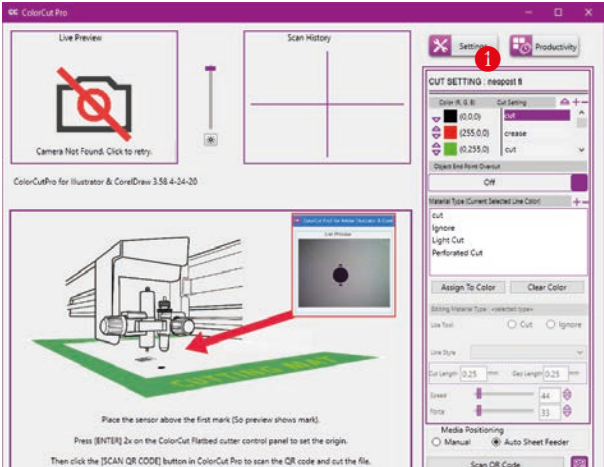 CC ColorCut Pro
Live Preview
Scan History
Settings
1
Productivity
Camera Not Found. Click to retry.
ColorCutPro for Illustrator & CorelDraw 3.58 4-24-20
CUT SETTING : neopost fi
Color (R, G, B) Cut Setting
(0,0,0) cut
(255,0,0) crease
(0,255,0) cut
Object End Point Overcut
Off
Material Type (Current Selected Line Color)
cut
Ignore
Light Cut
Perforated Cut
Assign To Color
Clear Color
Editing Material Type : <selected type>
Line Tool Cut Ignore
Line Style
Cut Length 0.25 mm Gap Length 0.25 mm
Speed 44
Force 33
Media Positioning
Manual Auto Sheet Feeder
Scan QR Code
Live Preview
CUTTING MAT
Place the sensor above the first mark (So preview shows mark).
Press [ENTER] 2x on the ColorCut Flatbed cutter control panel to set the origin.
Then click the [SCAN QR CODE] button in ColorCut Pro to scan the QR code and cut the file.